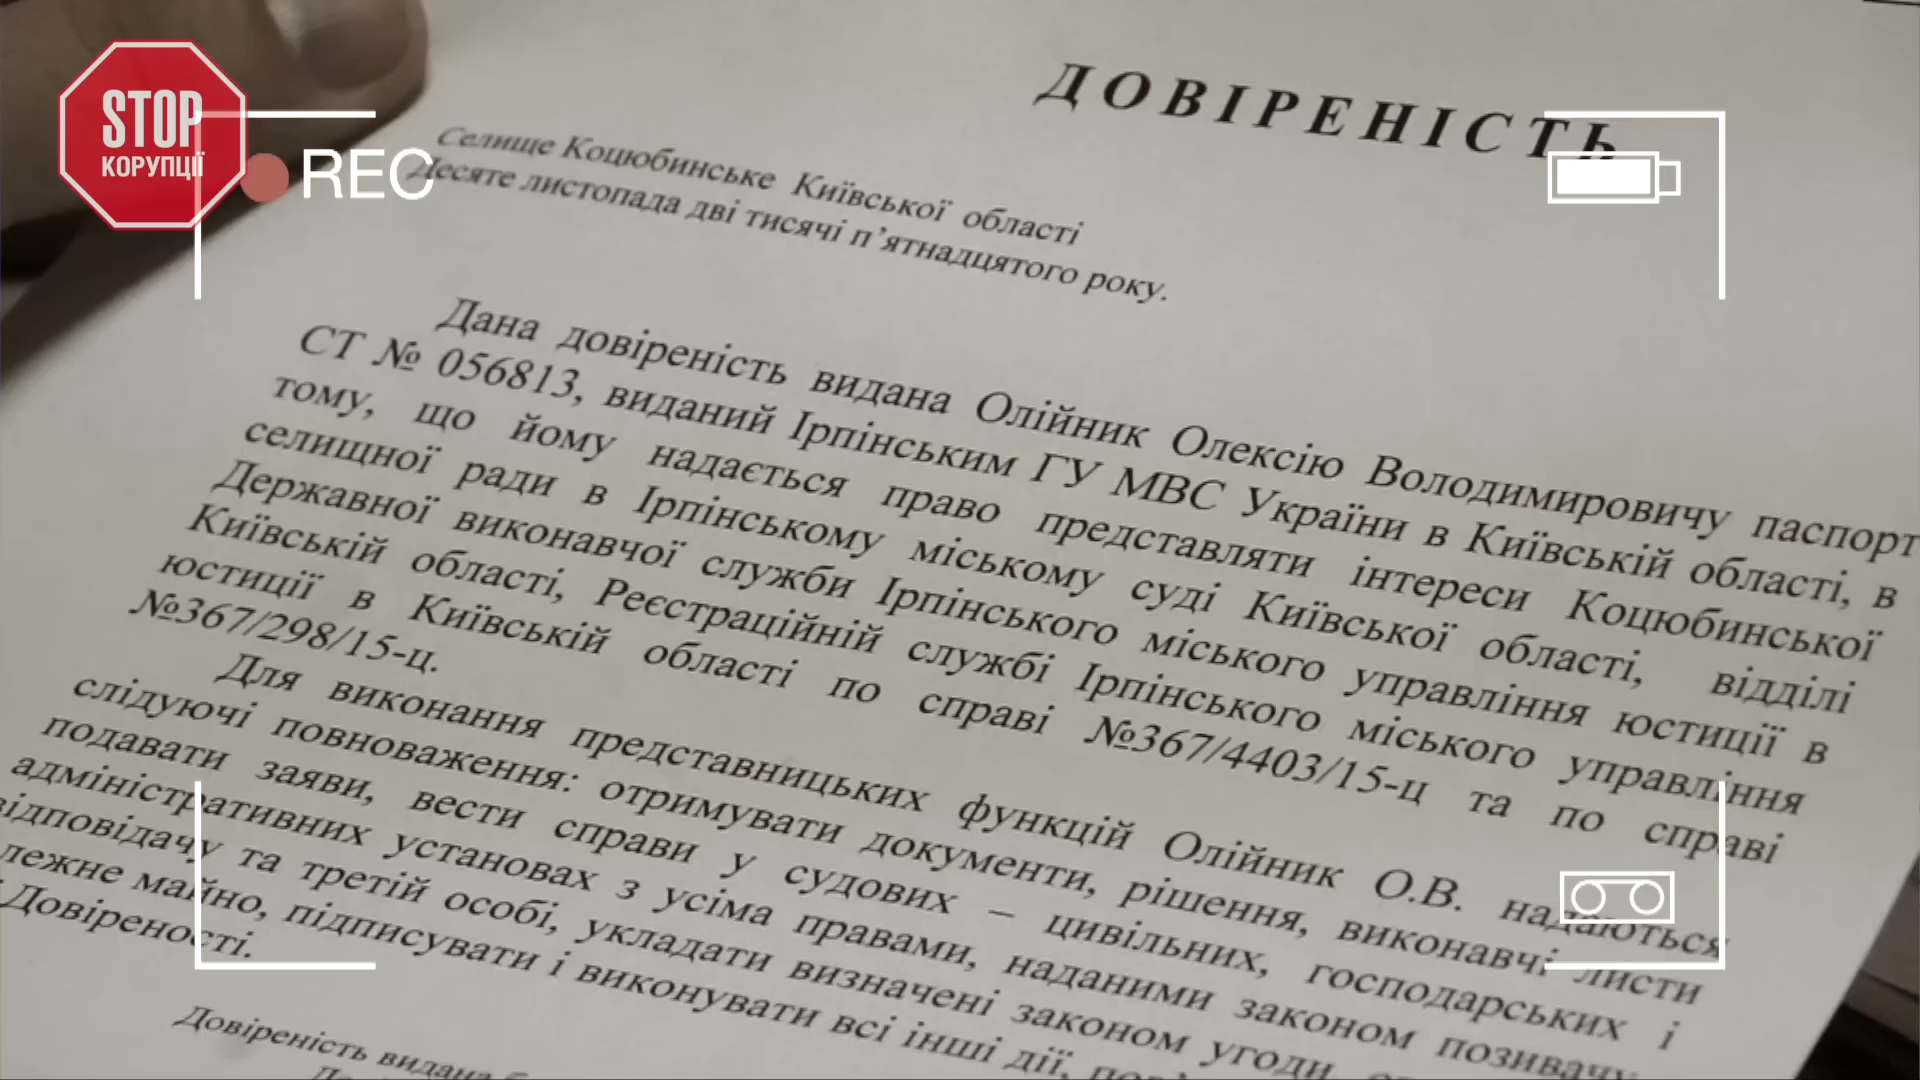 STOP
КОРУПЦІЇ
REC
ДОВІРЕНІСТЬ
Селище Коцюбинське Київської області
Десяте листопада дві тисячі п’ятнадцятого року.
Дана довіреність видана Олійник Олексію Володимировичу паспорт
СТ № 056813, виданий Ірпінським ГУ МВС України в Київській області, в
тому, що йому надається право представляти інтереси Коцюбинської
селищної ради в Ірпінському міському суді Київської області, відділі
Державної виконавчої служби Ірпінського міського управління юстиції в
Київській області, Реєстраційній службі Ірпінського міського управління
юстиції в Київській області по справі №367/4403/15-ц та по справі
№367/298/15-ц.
Для виконання представницьких функцій Олійник О.В. надаються
слідуючі повноваження: отримувати документи, рішення, виконавчі листи
подавати заяви, вести справи у судових – цивільних, господарських і
адміністративних установах з усіма правами, наданими законом позивачу
відповідачу та третій особі, укладати визначені законом угоди,
лежне майно, підписувати і виконувати всі інші дії,
Довіреності.
Довіреність видана